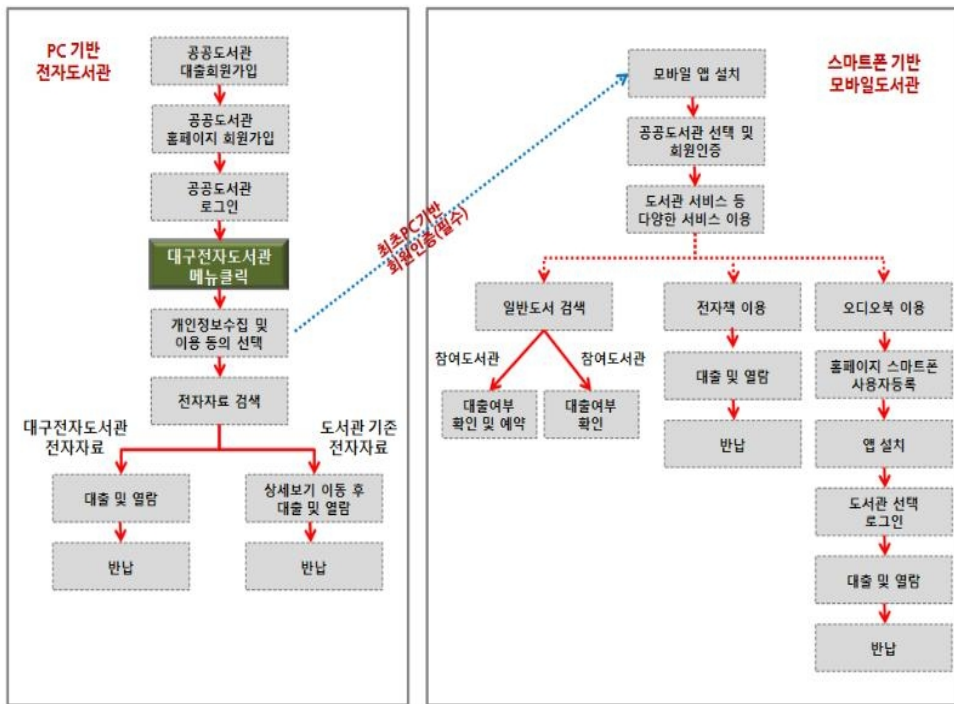 PC 기반
전자도서관
공공도서관
대출회원가입
공공도서관
홈페이지 회원가입
공공도서관
로그인
대구전자도서관
메뉴클릭
개인정보수집 및
이용 동의 선택
전자자료 검색
대구전자도서관
전자자료
도서관 기존
전자자료
대출 및 열람
상세보기 이동 후
대출 및 열람
반납
반납
최초PC기반
회원인증(필수)
스마트폰 기반
모바일도서관
모바일 앱 설치
공공도서관 선택 및
회원인증
도서관 서비스 등
다양한 서비스 이용
일반도서 검색
전자책 이용
오디오북 이용
참여도서관
참여도서관
대출여부
확인 및 예약
대출여부
확인
대출 및 열람
반납
홈페이지 스마트폰
사용자등록
앱 설치
도서관 선택
로그인
대출 및 열람
반납